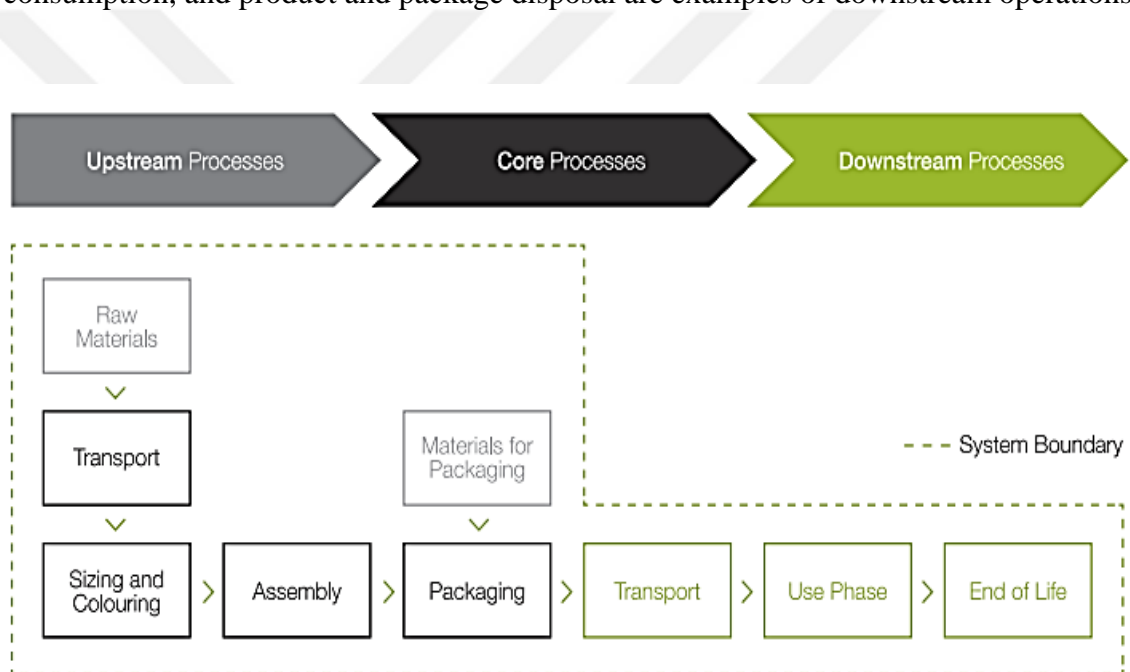 consumption, and product and package disposal are examples of downstream operations
Upstream Processes
Core Processes
Downstream Processes
Raw
Materials
Transport
Materials for
Packaging
System Boundary
Sizing and
Colouring
Assembly
Packaging
Transport
Use Phase
End of Life